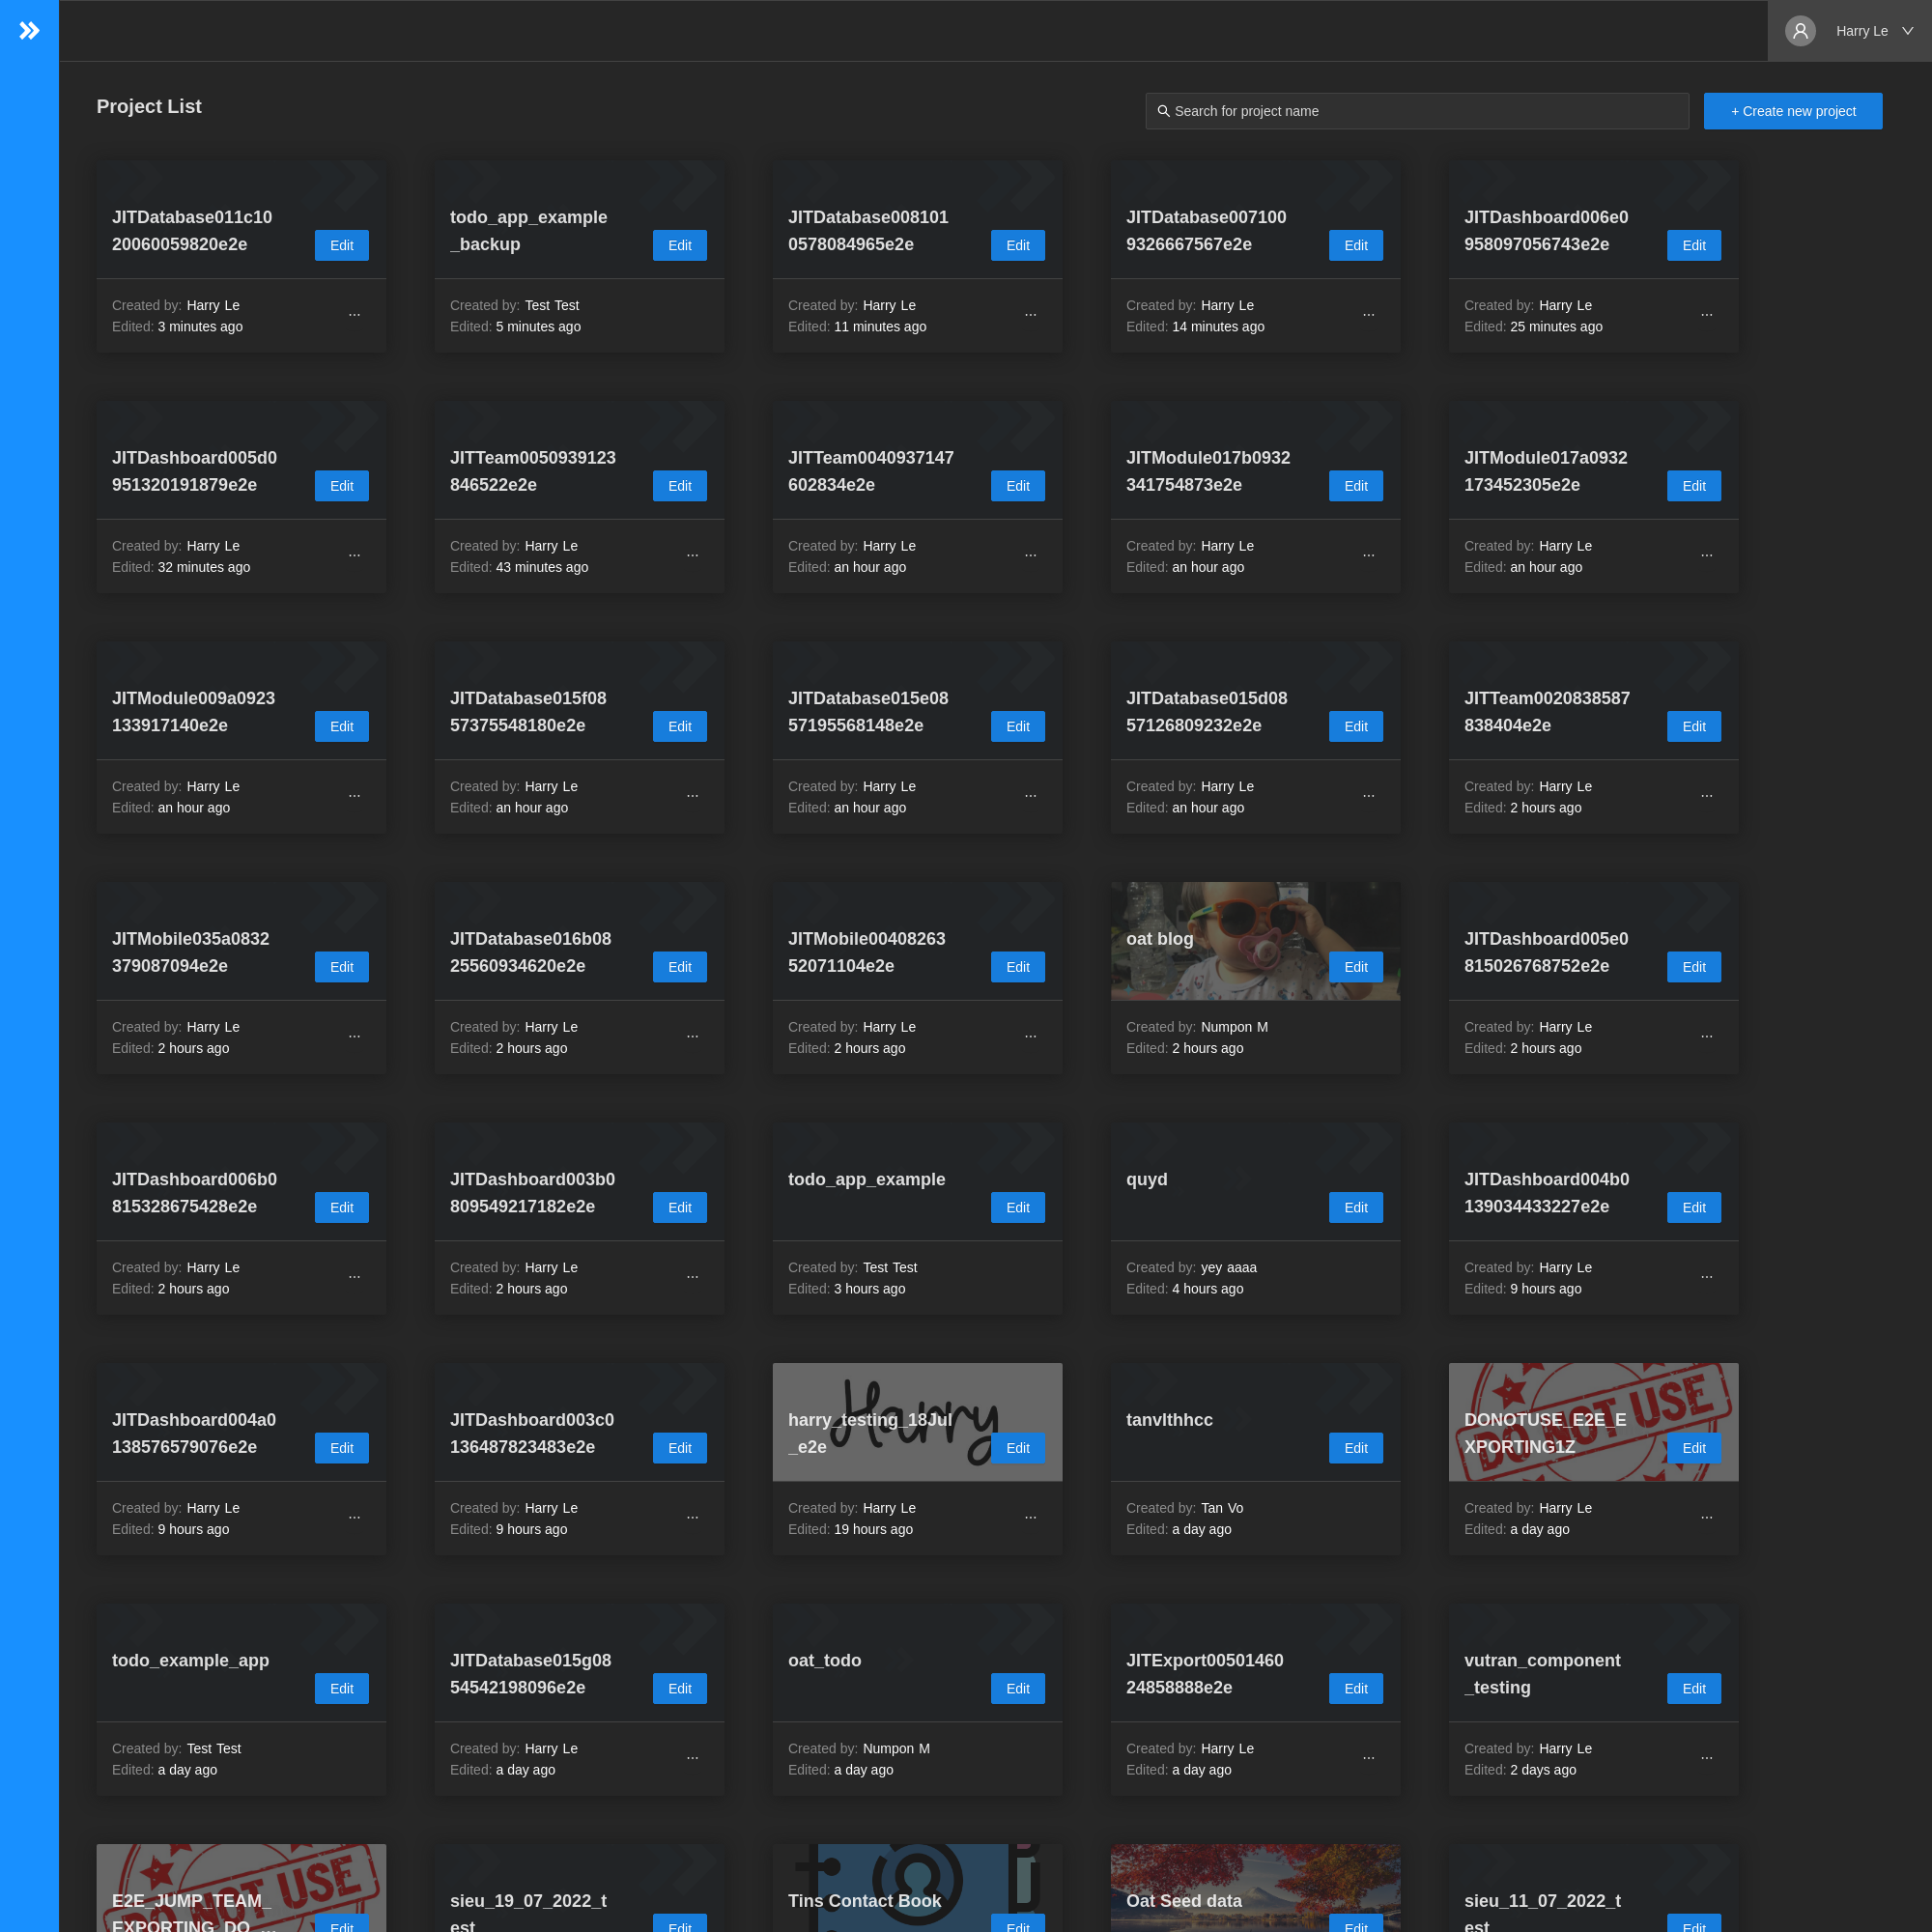 Harry Le
Project List
Search for project name
+ Create new project
JITDatabase011c10
20060059820e2e
Edit
Created by: Harry Le
Edited: 3 minutes ago
...
todo_app_example
_backup
Edit
Created by: Test Test
Edited: 5 minutes ago
JITDatabase008101
0578084965e2e
Edit
Created by: Harry Le
Edited: 11 minutes ago
...
JITDatabase007100
9326667567e2e
Edit
Created by: Harry Le
Edited: 14 minutes ago
...
JITDashboard006e0
958097056743e2e
Edit
Created by: Harry Le
Edited: 25 minutes ago
...
JITDashboard005d0
951320191879e2e
Edit
Created by: Harry Le
Edited: 32 minutes ago
...
JITTeam0050939123
846522e2e
Edit
Created by: Harry Le
Edited: 43 minutes ago
...
JITTeam0040937147
602834e2e
Edit
Created by: Harry Le
Edited: an hour ago
...
JITModule017b0932
341754873e2e
Edit
Created by: Harry Le
Edited: an hour ago
...
JITModule017a0932
173452305e2e
Edit
Created by: Harry Le
Edited: an hour ago
...
JITModule009a0923
133917140e2e
Edit
Created by: Harry Le
Edited: an hour ago
...
JITDatabase015f08
57375548180e2e
Edit
Created by: Harry Le
Edited: an hour ago
...
JITDatabase015e08
57195568148e2e
Edit
Created by: Harry Le
Edited: an hour ago
...
JITDatabase015d08
57126809232e2e
Edit
Created by: Harry Le
Edited: an hour ago
...
JITTeam0020838587
838404e2e
Edit
Created by: Harry Le
Edited: 2 hours ago
...
JITMobile035a0832
379087094e2e
Edit
Created by: Harry Le
Edited: 2 hours ago
...
JITDatabase016b08
25560934620e2e
Edit
Created by: Harry Le
Edited: 2 hours ago
...
JITMobile00408263
52071104e2e
Edit
Created by: Harry Le
Edited: 2 hours ago
...
oat blog
Edit
Created by: Numpon M
Edited: 2 hours ago
JITDashboard005e0
815026768752e2e
Edit
Created by: Harry Le
Edited: 2 hours ago
...
JITDashboard006b0
815328675428e2e
Edit
Created by: Harry Le
Edited: 2 hours ago
...
JITDashboard003b0
809549217182e2e
Edit
Created by: Harry Le
Edited: 2 hours ago
...
todo_app_example
Edit
Created by: Test Test
Edited: 3 hours ago
quyd
Edit
Created by: yey aaaa
Edited: 4 hours ago
JITDashboard004b0
139034433227e2e
Edit
Created by: Harry Le
Edited: 9 hours ago
...
JITDashboard004a0
138576579076e2e
Edit
Created by: Harry Le
Edited: 9 hours ago
...
JITDashboard003c0
136487823483e2e
Edit
Created by: Harry Le
Edited: 9 hours ago
...
Harry
harry_testing_18Jul
_e2e
Edit
Created by: Harry Le
Edited: 19 hours ago
...
tanvlthhcc
Edit
Created by: Tan Vo
Edited: a day ago
DO NOT USE
DONOTUSE_E2E_E
XPORTING1Z
Edit
Created by: Harry Le
Edited: a day ago
...
todo_example_app
Edit
Created by: Test Test
Edited: a day ago
JITDatabase015g08
54542198096e2e
Edit
Created by: Harry Le
Edited: a day ago
...
oat_todo
Edit
Created by: Numpon M
Edited: a day ago
JITExport00501460
24858888e2e
Edit
Created by: Harry Le
Edited: a day ago
...
vutran_component
_testing
Edit
Created by: Harry Le
Edited: 2 days ago
...
DO NOT USE
E2E_JUMP_TEAM_
EXPORTING_DO_...
Edit
sieu_19_07_2022_t
est
Edit
Tins Contact Book
Edit
Oat Seed data
Edit
sieu_11_07_2022_t
est
Edit